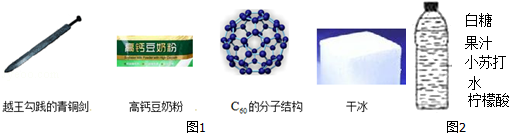 高钙豆奶粉
越王勾践的青铜剑
高钙豆奶粉
C60的分子结构
干冰
图1
白糖
果汁
小苏打
水
柠檬酸
图2